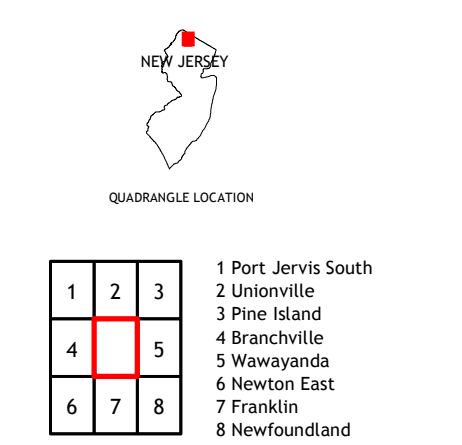 NEW JERSEY
QUADRANGLE LOCATION
1 2 3
4 5
6 7 8
1 Port Jervis South
2 Unionville
3 Pine Island
4 Branchville
5 Wawayanda
6 Newton East
7 Franklin
8 Newfoundland